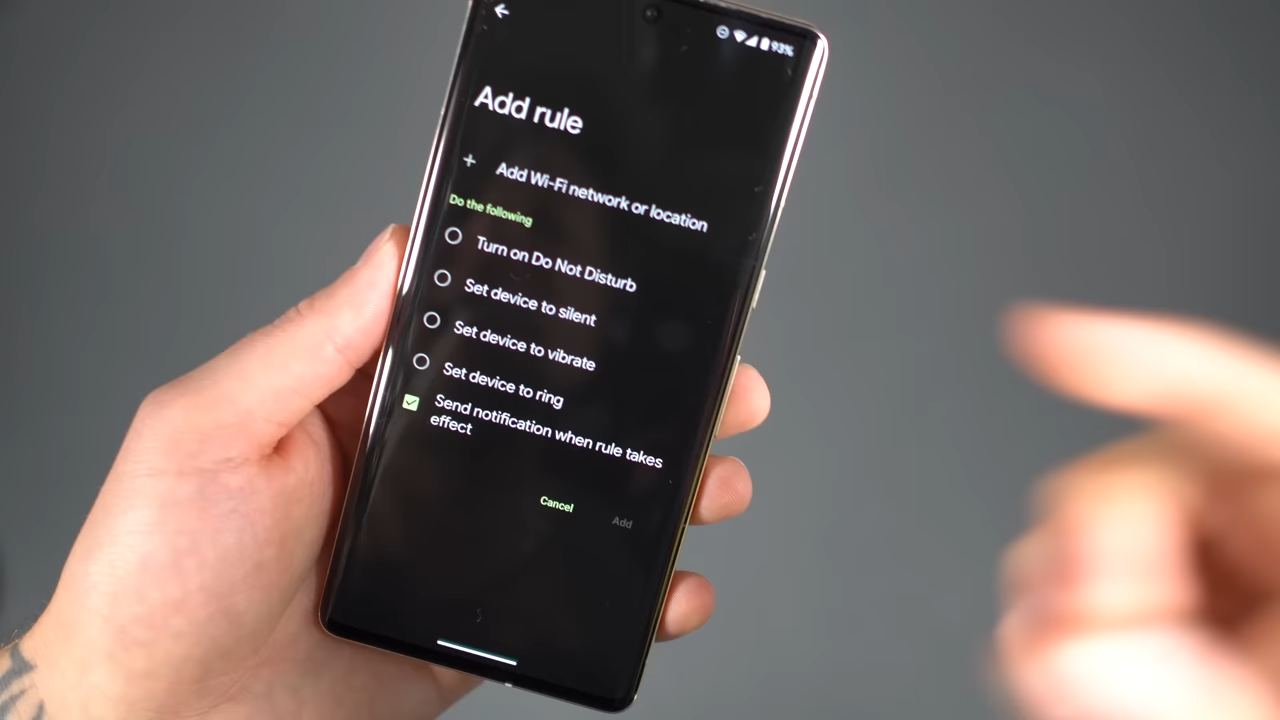 93%
Add rule
+ Add Wi-Fi network or location
Do the following
Turn on Do Not Disturb
Set device to silent
Set device to vibrate
Set device to ring
Send notification when rule takes
effect
Cancel
Add